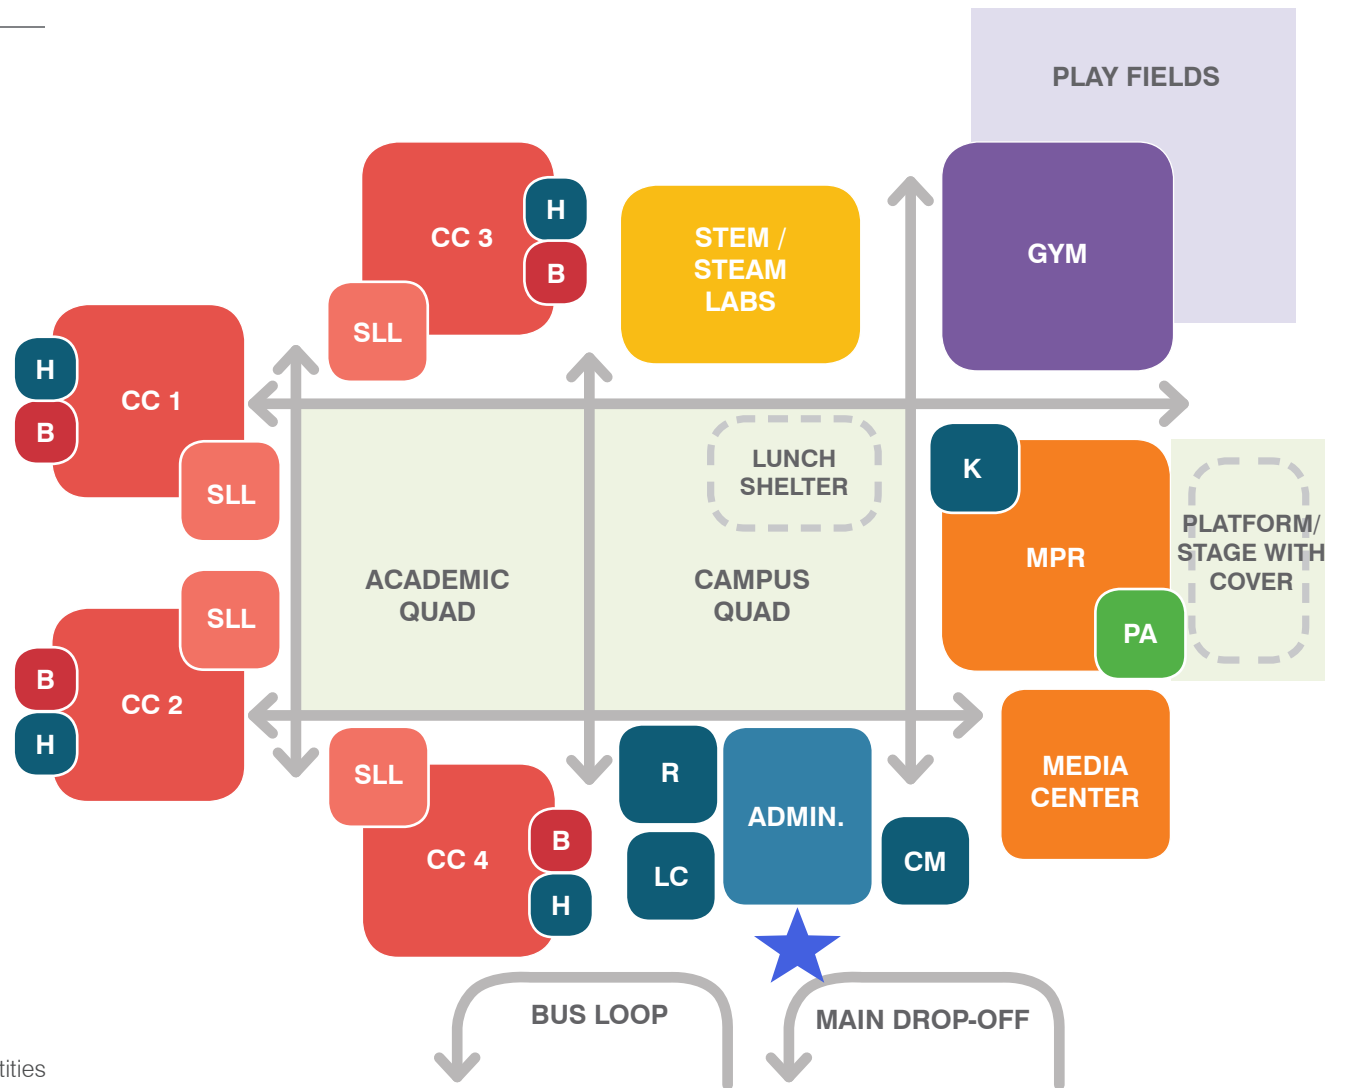 PLAY FIELDS
CC 3
H
B
SLL
STEM /
STEAM
LABS
GYM
H
B
CC 1
SLL
LUNCH
SHELTER
K
MPR
PA
PLATFORM/
STAGE WITH
COVER
ACADEMIC
QUAD
CAMPUS
QUAD
SLL
B
H
CC 2
SLL
CC 4
B
H
R
LC
ADMIN.
CM
MEDIA
CENTER
BUS LOOP
MAIN DROP-OFF
tities